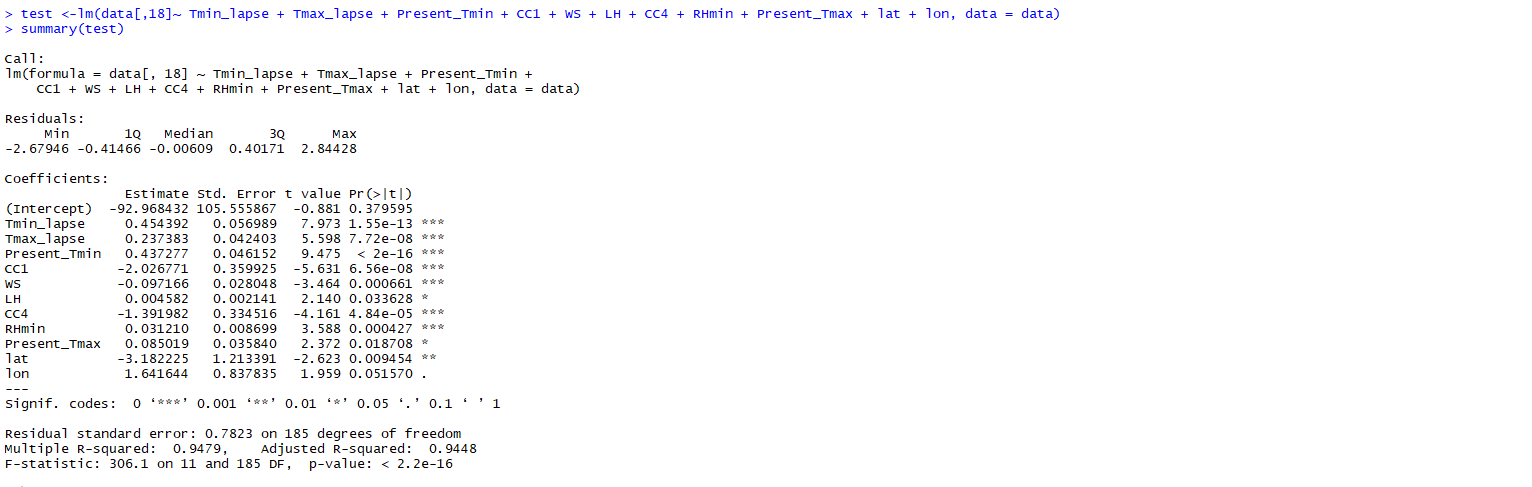 > test <-lm(data[,18]~ Tmin_lapse + Tmax_lapse + Present_Tmin + CC1 + WS + LH + CC4 + RHmin + Present_Tmax + lat + lon, data = data)
> summary(test)
Call:
lm(formula = data[, 18] ~ Tmin_lapse + Tmax_lapse + Present_Tmin +
    CC1 + WS + LH + CC4 + RHmin + Present_Tmax + lat + lon, data = data)
Residuals:
     Min       1Q   Median       3Q      Max
-2.67946 -0.41466 -0.00609  0.40171  2.84428
Coefficients:
               Estimate Std. Error t value Pr(>|t|)
(Intercept)  -92.968432 105.555867  -0.881 0.379595
Tmin_lapse     0.454392   0.056989   7.973 1.55e-13 ***
Tmax_lapse     0.237383   0.042403   5.598 7.72e-08 ***
Present_Tmin   0.437277   0.046152   9.475  < 2e-16 ***
CC1           -2.026771   0.359925  -5.631 6.56e-08 ***
WS            -0.097166   0.028048  -3.464 0.000661 ***
LH             0.004582   0.002141   2.140 0.033628 *
CC4           -1.391982   0.334516  -4.161 4.84e-05 ***
RHmin          0.031210   0.008699   3.588 0.000427 ***
Present_Tmax   0.085019   0.035840   2.372 0.018708 *
lat           -3.182225   1.213391  -2.623 0.009454 **
lon            1.641644   0.837835   1.959 0.051570 .
---
Signif. codes:  0 ‘***’ 0.001 ‘**’ 0.01 ‘*’ 0.05 ‘.’ 0.1 ‘ ’ 1
Residual standard error: 0.7823 on 185 degrees of freedom
Multiple R-squared:  0.9479,    Adjusted R-squared:  0.9448
F-statistic: 306.1 on 11 and 185 DF,  p-value: < 2.2e-16